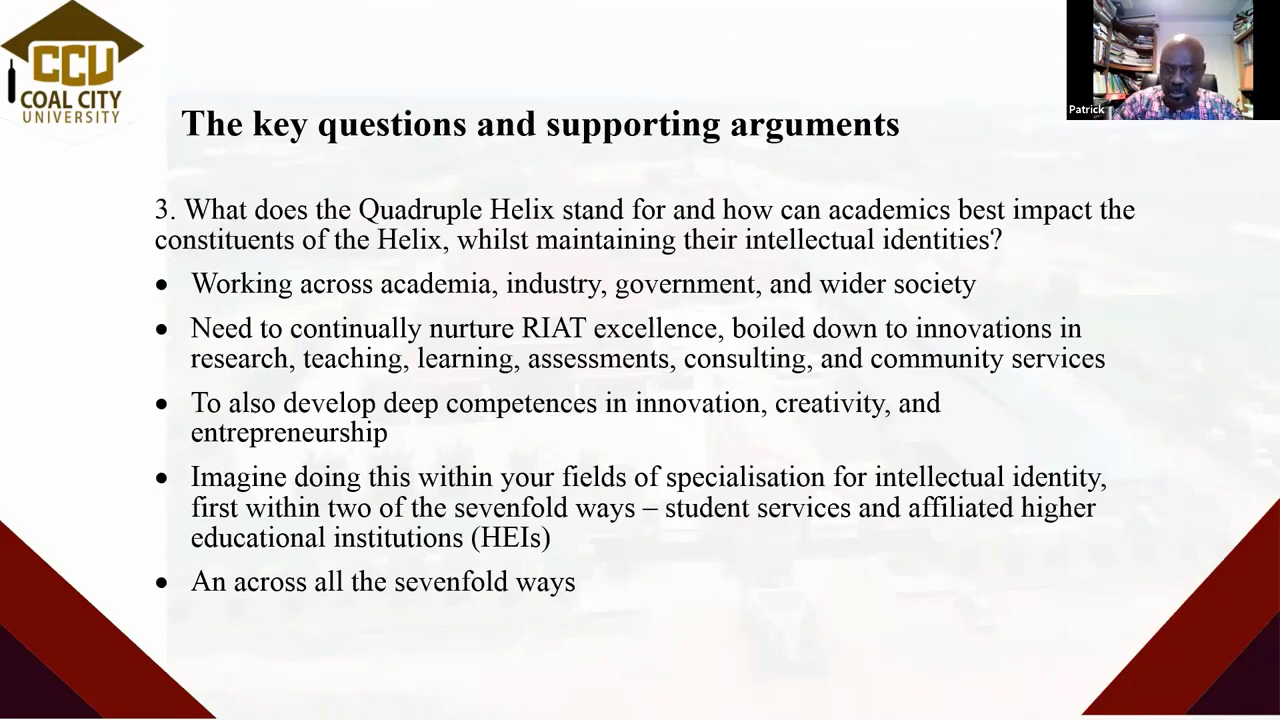 CCU
COAL CITY
UNIVERSITY
Patrick
The key questions and supporting arguments
3. What does the Quadruple Helix stand for and how can academics best impact the
constituents of the Helix, whilst maintaining their intellectual identities?
• Working across academia, industry, government, and wider society
• Need to continually nurture RIAT excellence, boiled down to innovations in
research, teaching, learning, assessments, consulting, and community services
• To also develop deep competences in innovation, creativity, and
entrepreneurship
• Imagine doing this within your fields of specialisation for intellectual identity,
first within two of the sevenfold ways – student services and affiliated higher
educational institutions (HEIs)
• An across all the sevenfold ways